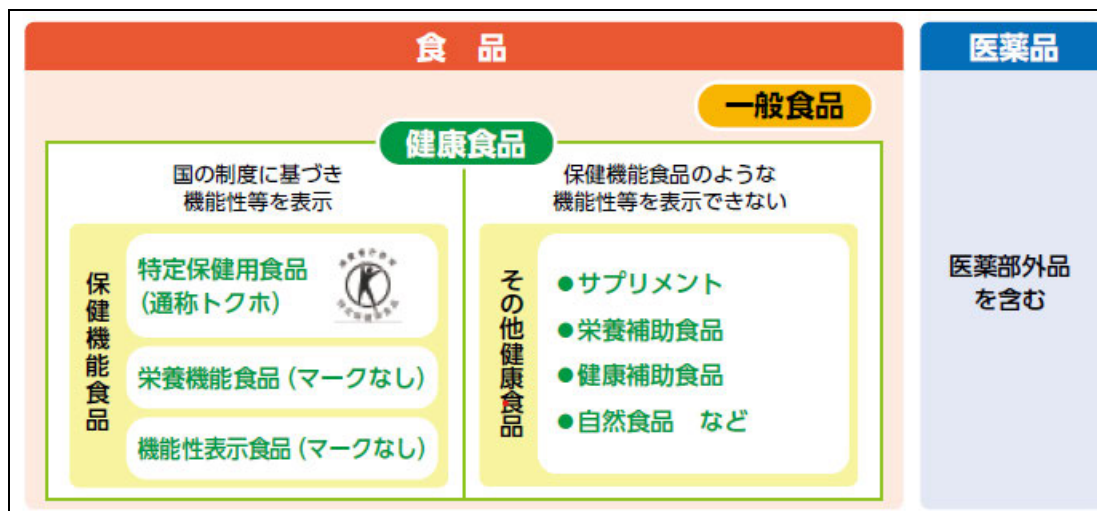 食 品
医薬品
一般食品
健康食品
国の制度に基づき
機能性等を表示
保健機能食品
特定保健用食品
(通称トクホ)
栄養機能食品(マークなし)
機能性表示食品(マークなし)
保健機能食品のような
機能性等を表示できない
その他健康食品
●サプリメント
●栄養補助食品
●健康補助食品
●自然食品 など
医薬部外品
を含む